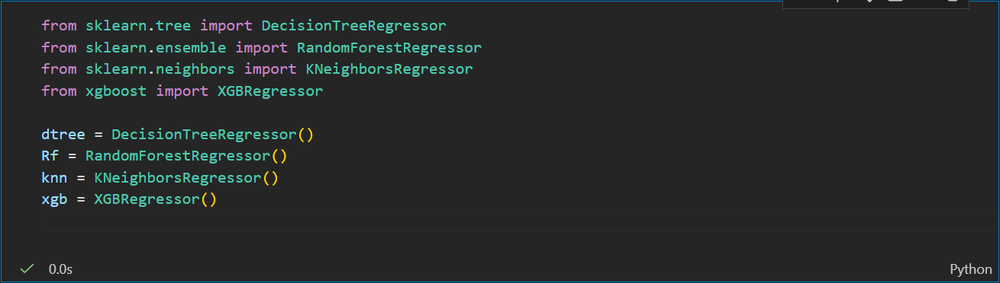 from sklearn.tree import DecisionTreeRegressor
from sklearn.ensemble import RandomForestRegressor
from sklearn.neighbors import KNeighborsRegressor
from xgboost import XGBRegressor
dtree = DecisionTreeRegressor()
Rf = RandomForestRegressor()
knn = KNeighborsRegressor()
xgb = XGBRegressor()
0.0s
Python